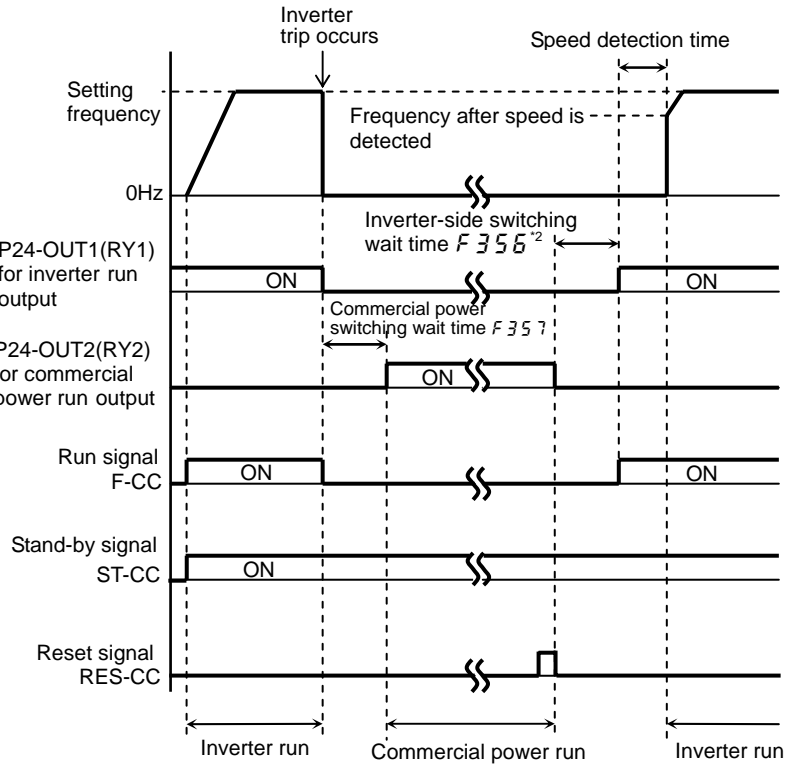 Inverter
trip occurs
Speed detection time
Setting
frequency
Frequency after speed is
detected
0Hz
Inverter-side switching
wait time F356*2
P24-OUT1(RY1)
for inverter run
output
ON
ON
Commercial power
switching wait time F357
P24-OUT2(RY2)
for commercial
power run output
ON
Run signal
F-CC
ON
ON
Stand-by signal
ST-CC
ON
Reset signal
RES-CC
Inverter run
Commercial power run
Inverter run